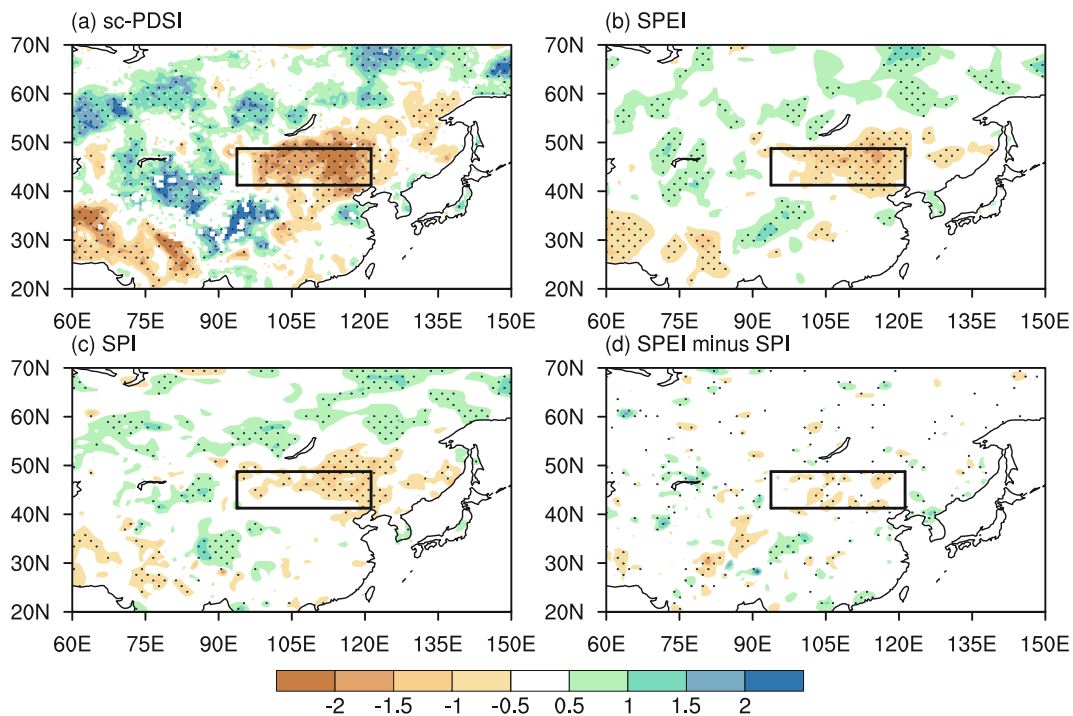 (a) sc-PDSI
(b) SPEI
70N
60N
50N
40N
30N
20N
60E 75E 90E 105E 120E 135E 150E
70N
60N
50N
40N
30N
20N
60E 75E 90E 105E 120E 135E 150E
(c) SPI
(d) SPEI minus SPI
70N
60N
50N
40N
30N
20N
60E 75E 90E 105E 120E 135E 150E
70N
60N
50N
40N
30N
20N
60E 75E 90E 105E 120E 135E 150E
-2 -1.5 -1 -0.5 0.5 1 1.5 2